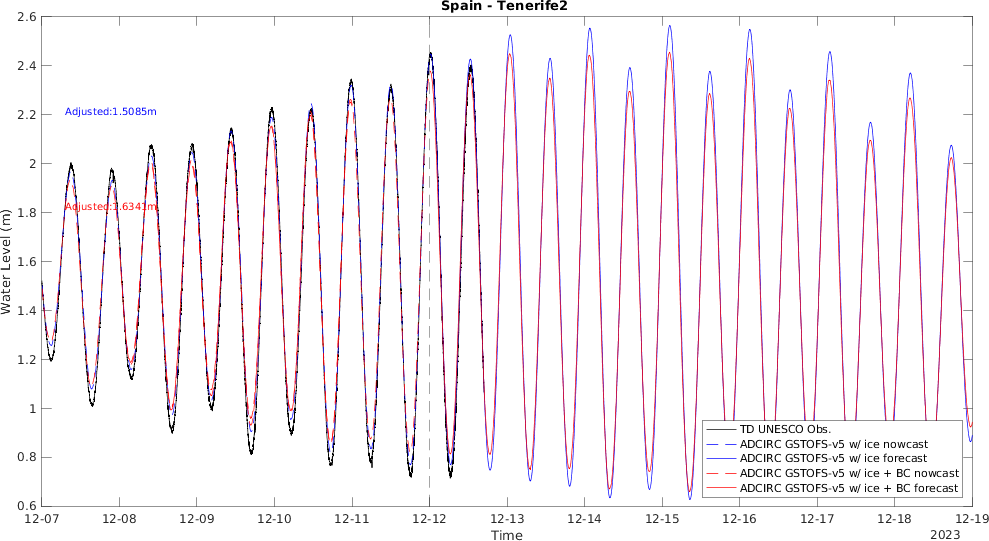 Spain - Tenerife2
2.6
2.4
2.2
2
1.8
1.6
1.4
1.2
1
0.8
0.6
Water Level (m)
Adjusted:1.5085m
Adjusted:1.6341m
TD UNESCO Obs.
ADCIRC GSTOFS-v5 w/ ice nowcast
ADCIRC GSTOFS-v5 w/ ice forecast
ADCIRC GSTOFS-v5 w/ ice + BC nowcast
ADCIRC GSTOFS-v5 w/ ice + BC forecast
12-07 12-08 12-09 12-10 12-11 12-12 12-13 12-14 12-15 12-16 12-17 12-18 12-19
Time
2023